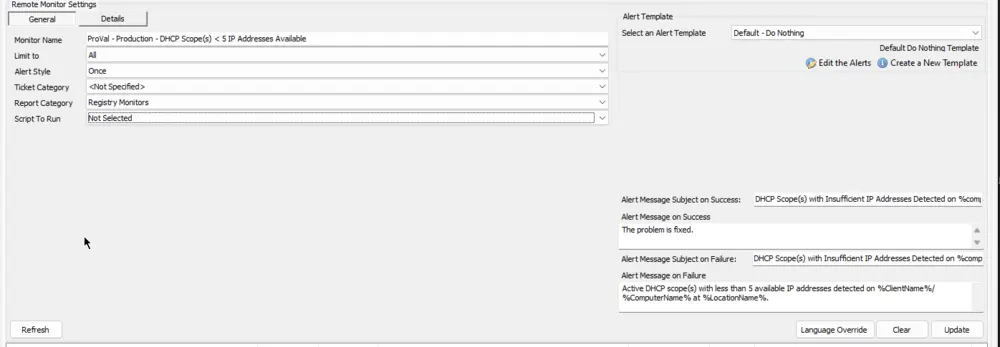 Remote Monitor Settings
General
Details
Monitor Name
ProVal - Production - DHCP Scope(s) < 5 IP Addresses Available
Limit to
All
Alert Style
Once
Ticket Category
<Not Specified>
Report Category
Registry Monitors
Script To Run
Not Selected
Alert Template
Select an Alert Template
Default - Do Nothing
Default Do Nothing Template
Edit the Alerts
Create a New Template
Alert Message Subject on Success:
DHCP Scope(s) with Insufficient IP Addresses Detected on %comp
Alert Message on Success
The problem is fixed.
Alert Message Subject on Failure:
DHCP Scope(s) with Insufficient IP Addresses Detected on %comp
Alert Message on Failure
Active DHCP scope(s) with less than 5 available IP addresses detected on %ClientName%/
%ComputerName% at %LocationName%.
Refresh
Language Override
Clear
Update